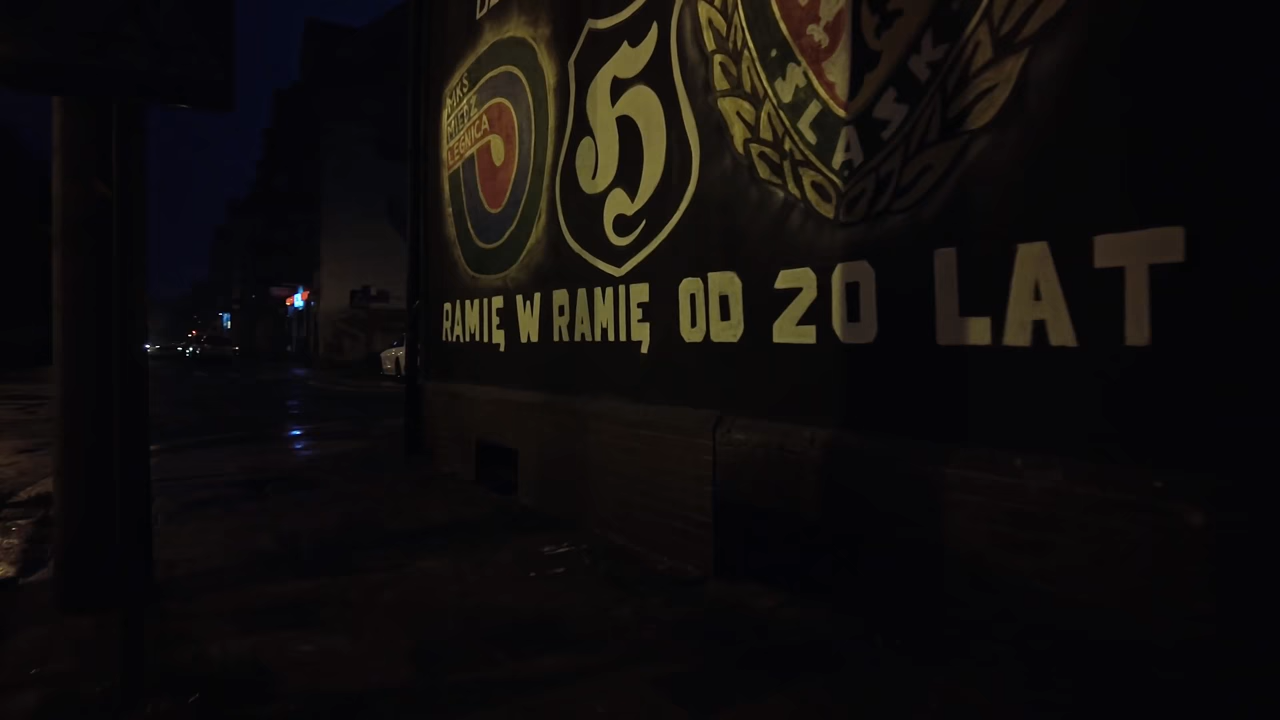 MKS
MIEDŹ
LEGNICA
H
ŚLĄSK
RAMIĘ W RAMIĘ OD 20 LAT